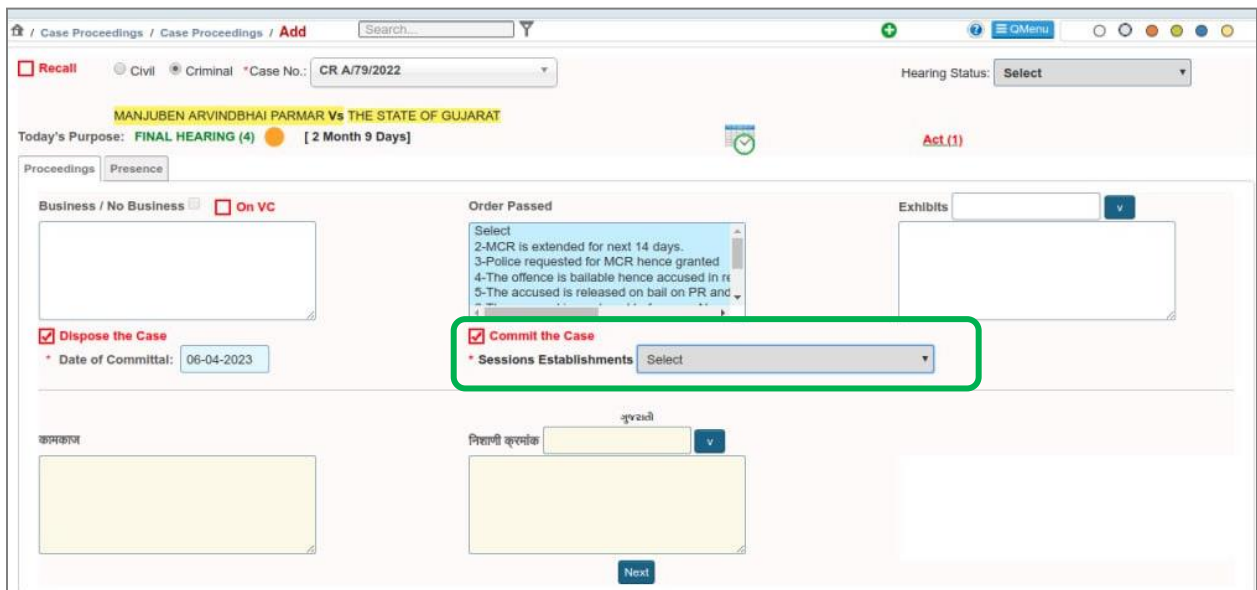 / Case Proceedings / Case Proceedings / Add Search... QMenu
Recall Civil Criminal *Case No.: CR A/79/2022 Hearing Status: Select
MANJUBEN ARVINDBHAI PARMAR Vs THE STATE OF GUJARAT
Today's Purpose: FINAL HEARING (4) [ 2 Month 9 Days] Act (1)
Proceedings Presence
Business / No Business On VC Order Passed Exhibits v
Select
2-MCR is extended for next 14 days.
3-Police requested for MCR hence granted
4-The offence is bailable hence accused in re
5-The accused is released on bail on PR and
Dispose the Case Commit the Case
* Date of Committal: 06-04-2023 * Sessions Establishments Select
ગુજરાતી
कामकाज निशाणी क्रमांक v
Next